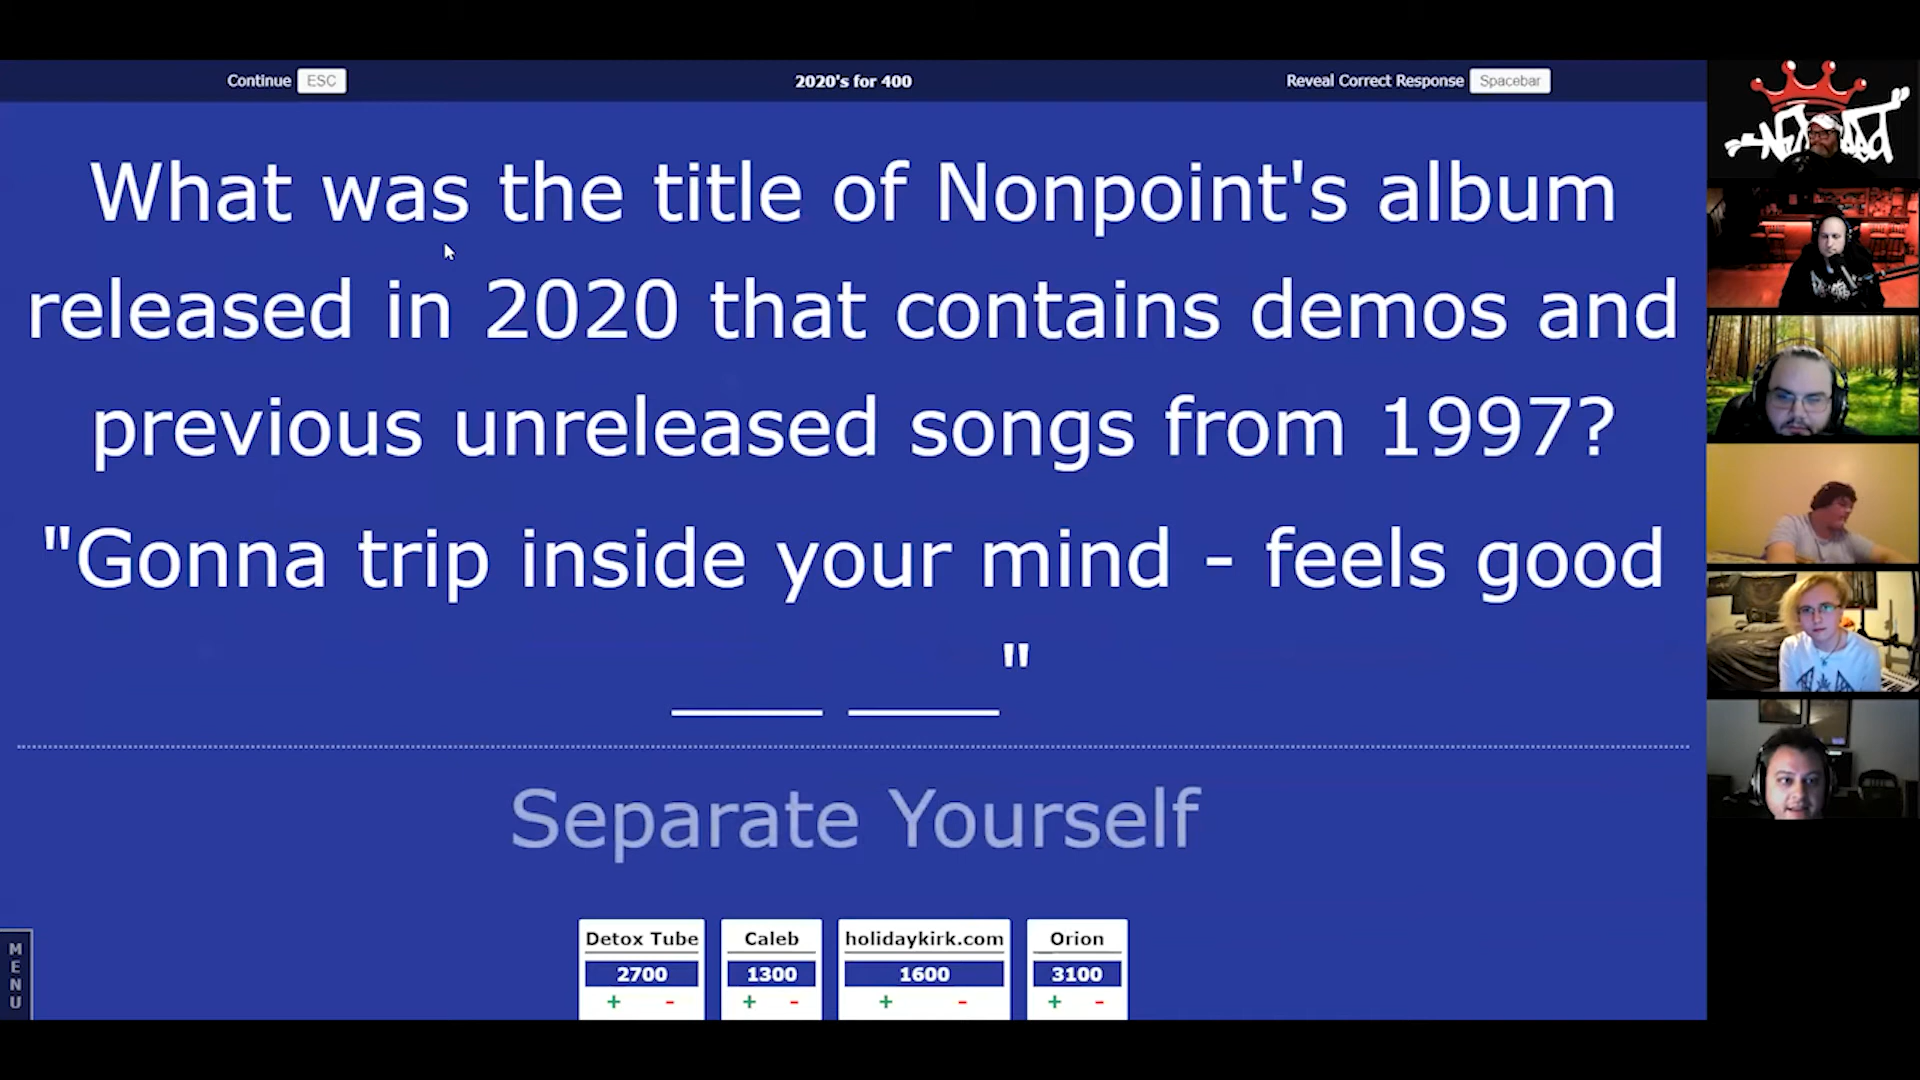 Continue ESC 2020's for 400 Reveal Correct Response Spacebar
What was the title of Nonpoint's album
released in 2020 that contains demos and
previous unreleased songs from 1997?
"Gonna trip inside your mind - feels good
_____ _____"
Separate Yourself
Detox Tube Caleb holidaykirk.com Orion
2700 1300 1600 3100
+ - + - + - + -
MENU